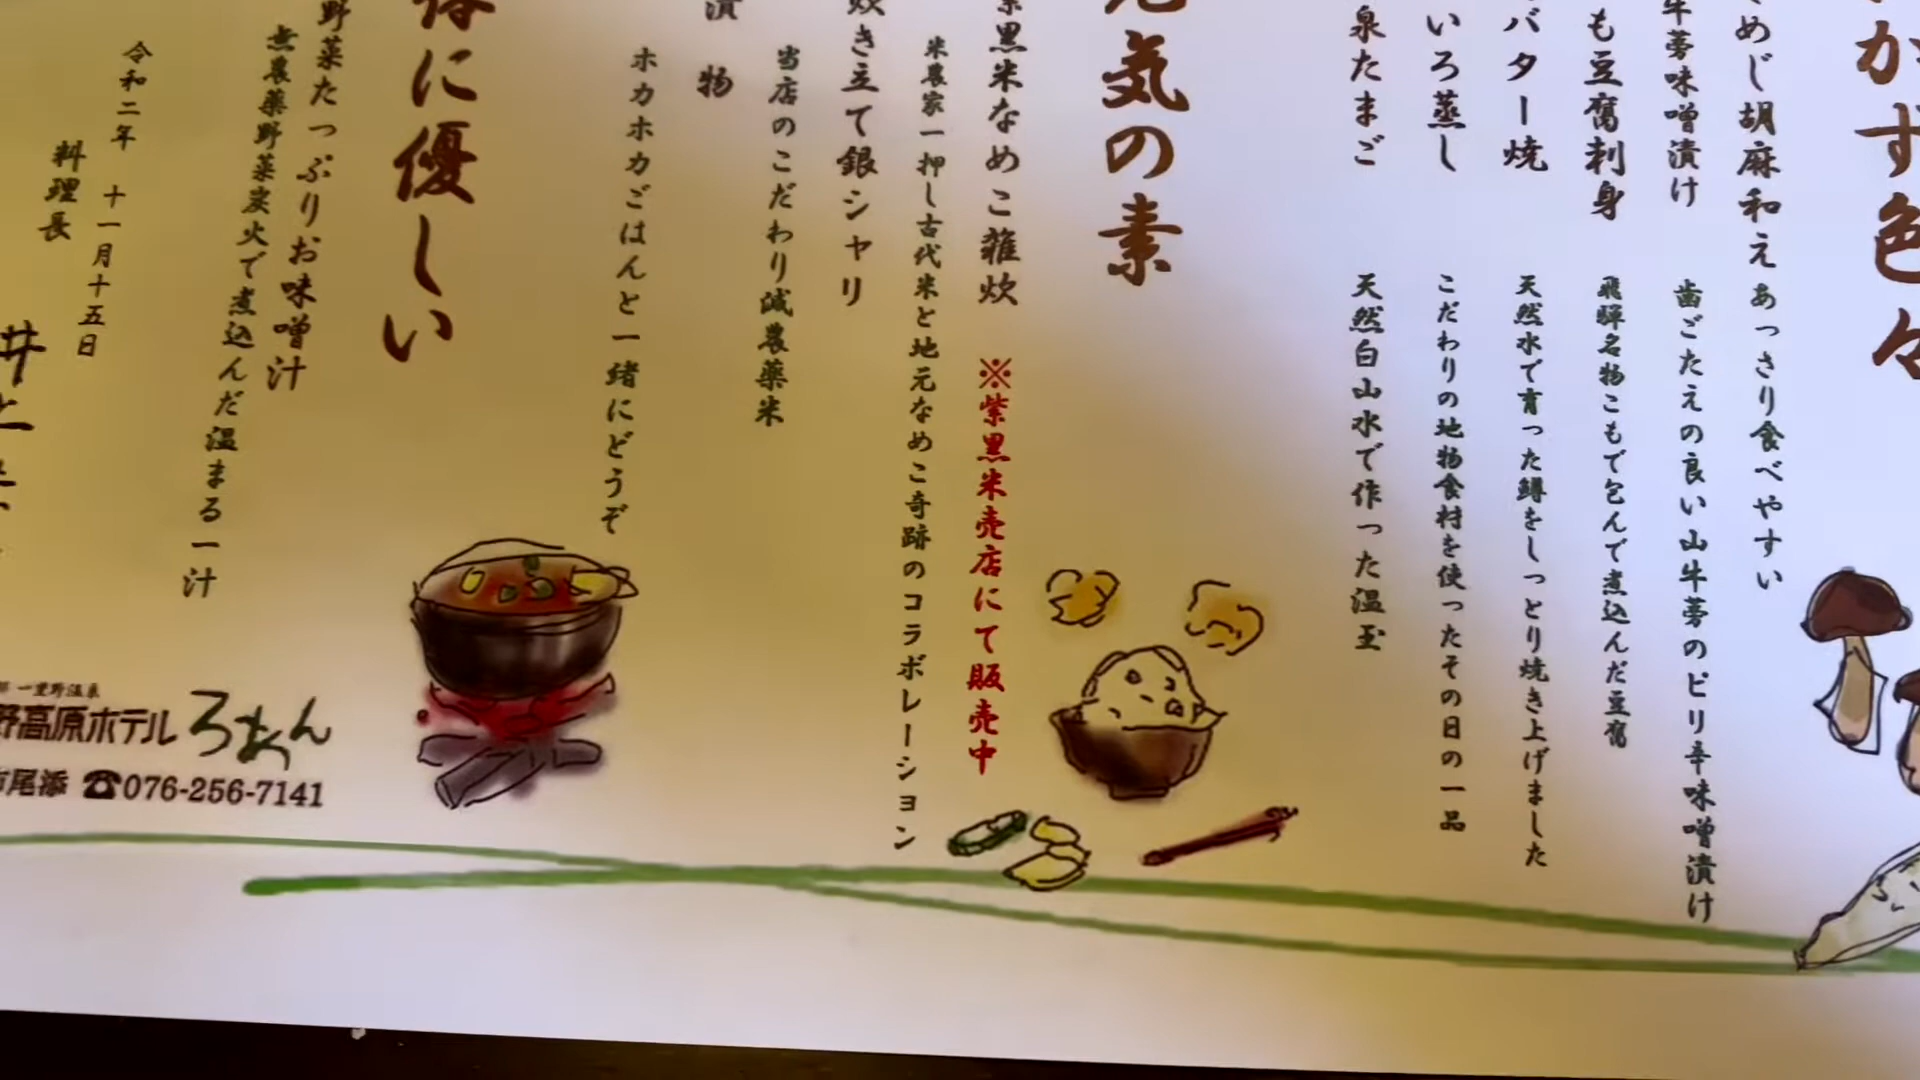 かず色々
めじ胡麻和え
あっさり食べやすい
牛蒡味噌漬け
歯ごたえの良い山牛蒡のピリ辛味噌漬け
も豆腐刺身
飛騨名物こもで包んで煮込んだ豆腐
バター焼
天然水で育った鱒をしっとり焼き上げました
いろ蒸し
こだわりの地物食材を使ったその日の一品
泉たまご
天然白山水で作った温玉
気の素
紫黒米なめこ雑炊
※紫黒米売店にて販売中
米農家一押し古代米と地元なめこ奇跡のコラボレーション
炊き立て銀シャリ
当店のこだわり減農薬米
漬物
ホカホカごはんと一緒にどうぞ
体に優しい
野菜たっぷりお味噌汁
無農薬野菜炭火で煮込んだ温まる一汁
令和二年 十一月十五日
料理長
井上
一里野温泉
野高原ホテル ろあん
市尾添 ☎076-256-7141